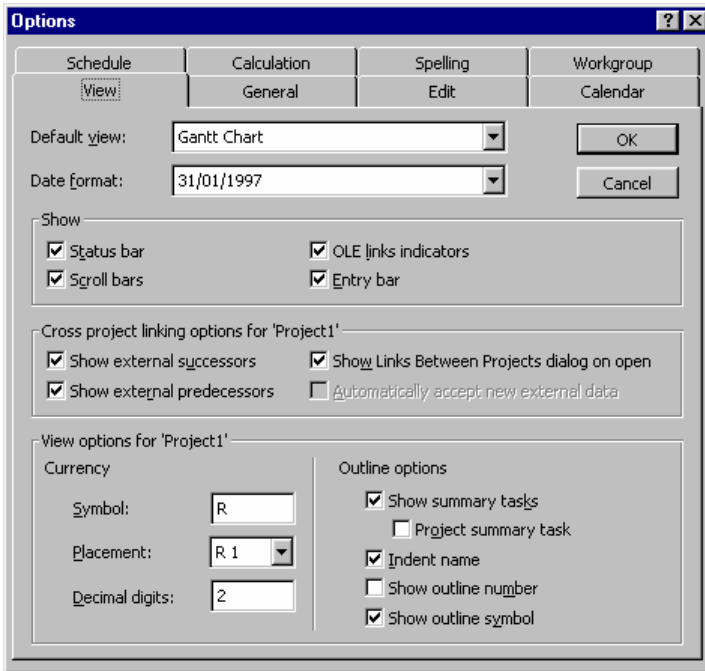 Options
Schedule Calculation Spelling Workgroup
View General Edit Calendar
Default view: Gantt Chart OK
Date format: 31/01/1997 Cancel
Show
Status bar OLE links indicators
Scroll bars Entry bar
Cross project linking options for 'Project1'
Show external successors Show Links Between Projects dialog on open
Show external predecessors Automatically accept new external data
View options for 'Project1'
Currency Outline options
Symbol: R Show summary tasks
Project summary task
Placement: R 1 Indent name
Decimal digits: 2 Show outline number
Show outline symbol